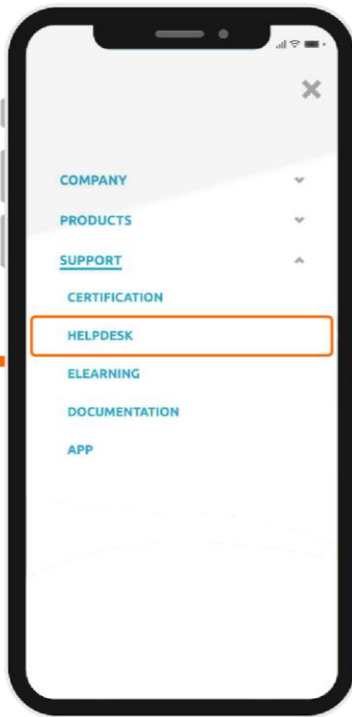 COMPANY
PRODUCTS
SUPPORT
CERTIFICATION
HELPDESK
ELEARNING
DOCUMENTATION
APP